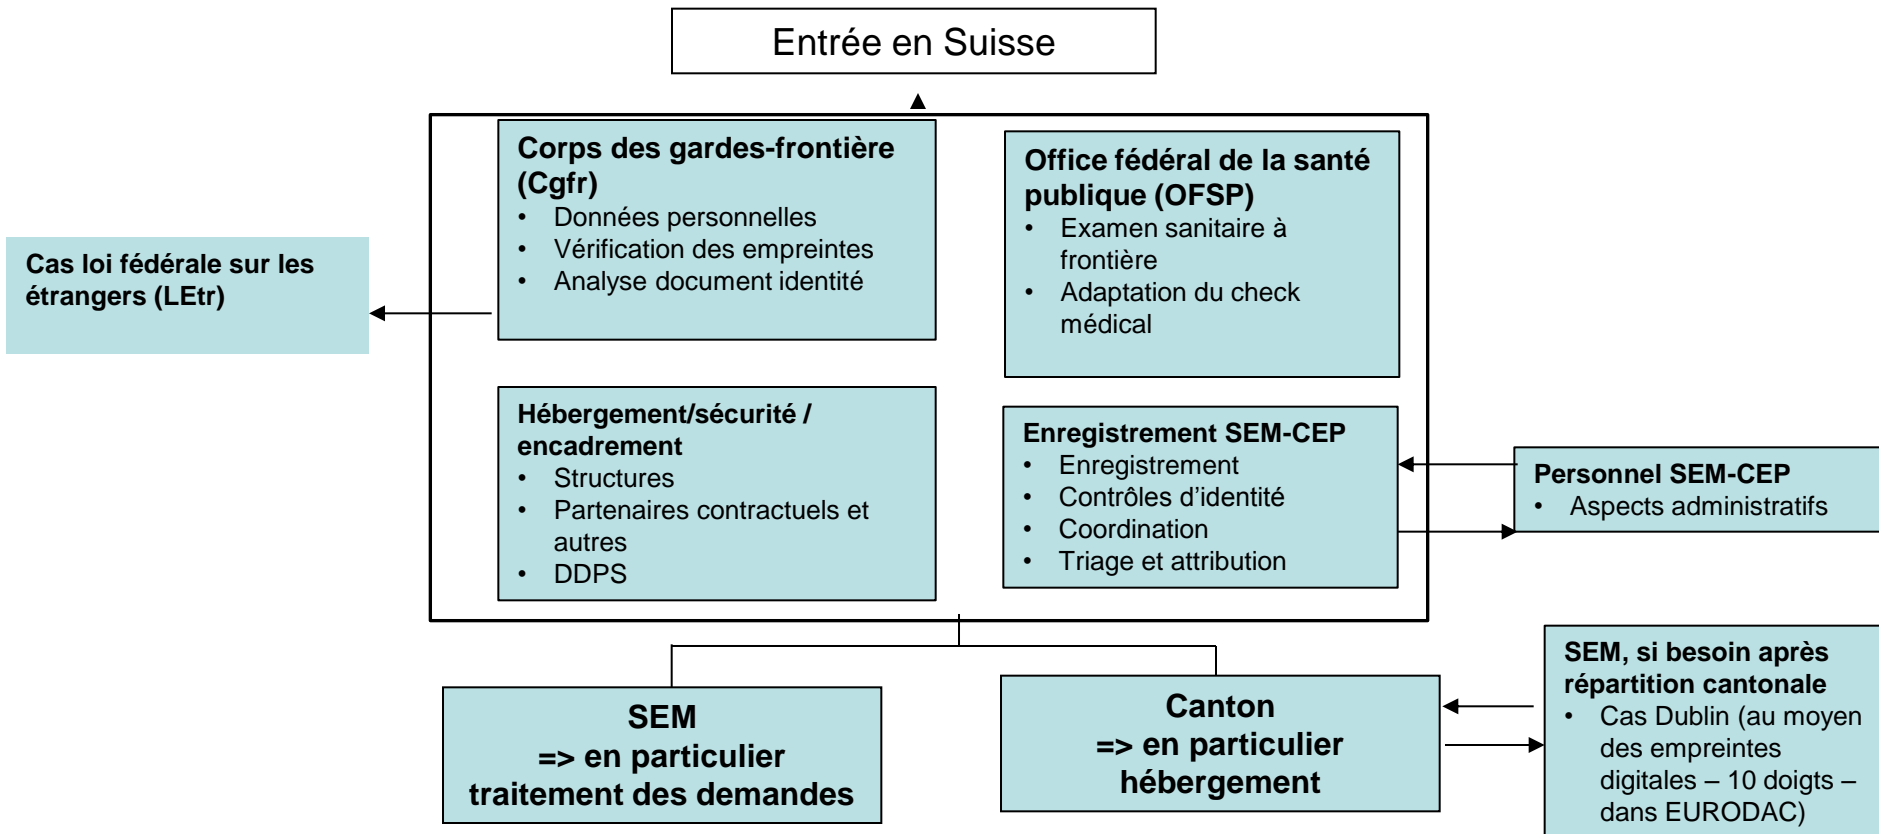 Entrée en Suisse
Corps des gardes-frontière
(Cgfr)
• Données personnelles
• Vérification des empreintes
• Analyse document identité
Office fédéral de la santé
publique (OFSP)
• Examen sanitaire à
frontière
• Adaptation du check
médical
Cas loi fédérale sur les
étrangers (LEtr)
Hébergement/sécurité /
encadrement
• Structures
• Partenaires contractuels et
autres
• DDPS
Enregistrement SEM-CEP
• Enregistrement
• Contrôles d’identité
• Coordination
• Triage et attribution
Personnel SEM-CEP
• Aspects administratifs
SEM
=> en particulier
traitement des demandes
Canton
=> en particulier
hébergement
SEM, si besoin après
répartition cantonale
• Cas Dublin (au moyen
des empreintes
digitales – 10 doigts –
dans EURODAC)